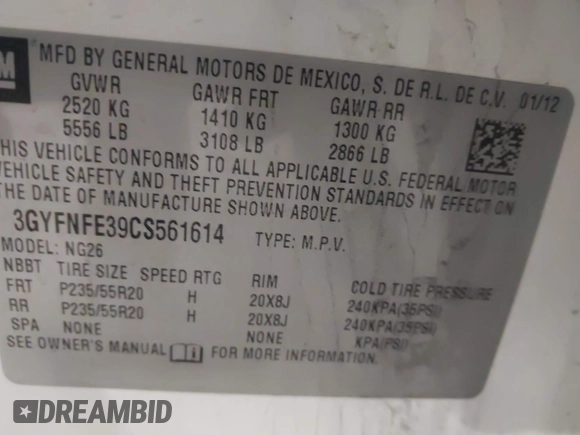 GM
MFD BY GENERAL MOTORS DE MEXICO, S. DE R.L. DE C.V. 01/12
GVWR GAWR FRT GAWR RR
2520 KG 1410 KG 1300 KG
5556 LB 3108 LB 2866 LB
THIS VEHICLE CONFORMS TO ALL APPLICABLE U.S. FEDERAL MOTOR
VEHICLE SAFETY AND THEFT PREVENTION STANDARDS IN EFFECT ON
THE DATE OF MANUFACTURE SHOWN ABOVE.
3GYFNFE39CS561614 TYPE: M.P.V.
MODEL: NG26
NBBT TIRE SIZE SPEED RTG RIM COLD TIRE PRESSURE
FRT P235/55R20 H 20X8J 240KPA(35PSI)
RR P235/55R20 H 20X8J 240KPA(35PSI)
SPA NONE NONE KPA(PSI)
SEE OWNER'S MANUAL FOR MORE INFORMATION.
DREAMBID